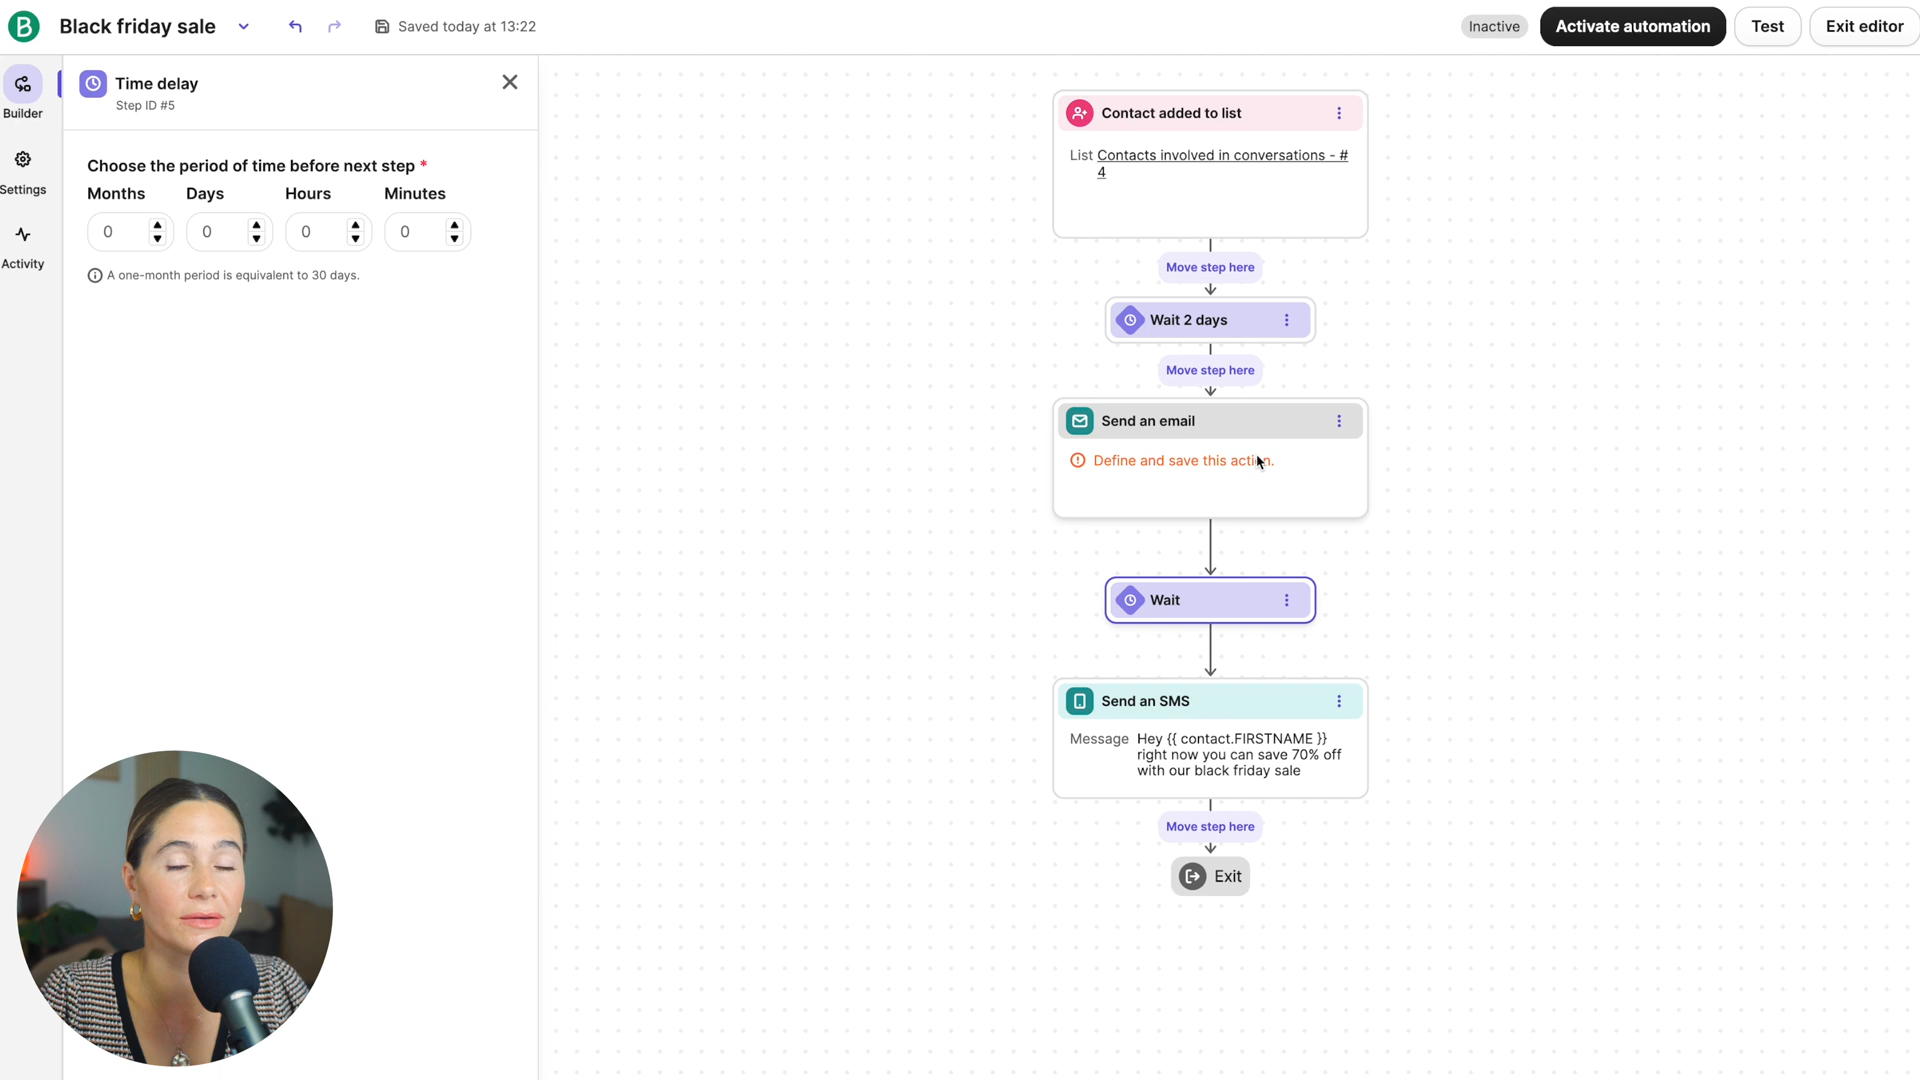 B Black friday sale Saved today at 13:22 Inactive Activate automation Test Exit editor
Builder
Settings
Activity
Time delay
Step ID #5
Choose the period of time before next step *
Months Days Hours Minutes
0 0 0 0
A one-month period is equivalent to 30 days.
Contact added to list
List Contacts involved in conversations - #
4
Move step here
Wait 2 days
Move step here
Send an email
Define and save this action.
Wait
Send an SMS
Message Hey {{ contact.FIRSTNAME }}
right now you can save 70% off
with our black friday sale
Move step here
Exit